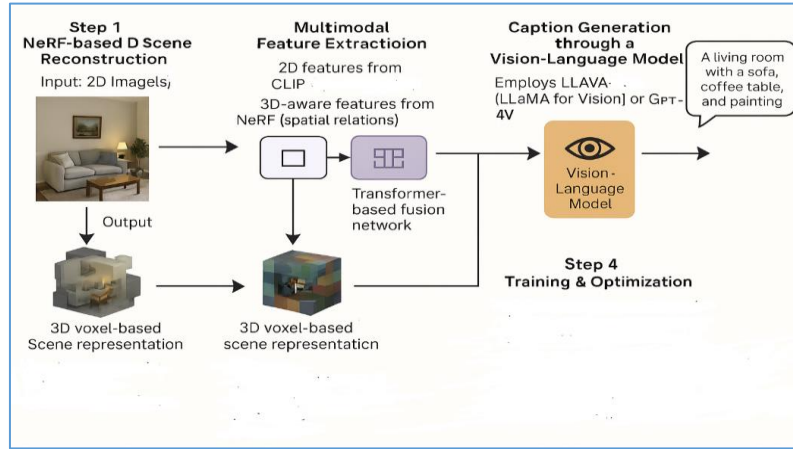 Step 1
NeRF-based D Scene
Reconstruction
Input: 2D Imagels,
Output
3D voxel-based
Scene representation
Multimodal
Feature Extractioion
2D features from
CLIP
3D-aware features from
NeRF (spatial relations)
Transformer-
based fusion
network
3D voxel-based
scene representaticn
Caption Generation
through a
Vision-Language Model
Employs LLAVA-
(LLaMA for Vision] or GPT-
4V
Vision-
Language
Model
A living room
with a sofa,
coffee table,
and painting
Step 4
Training & Optimization